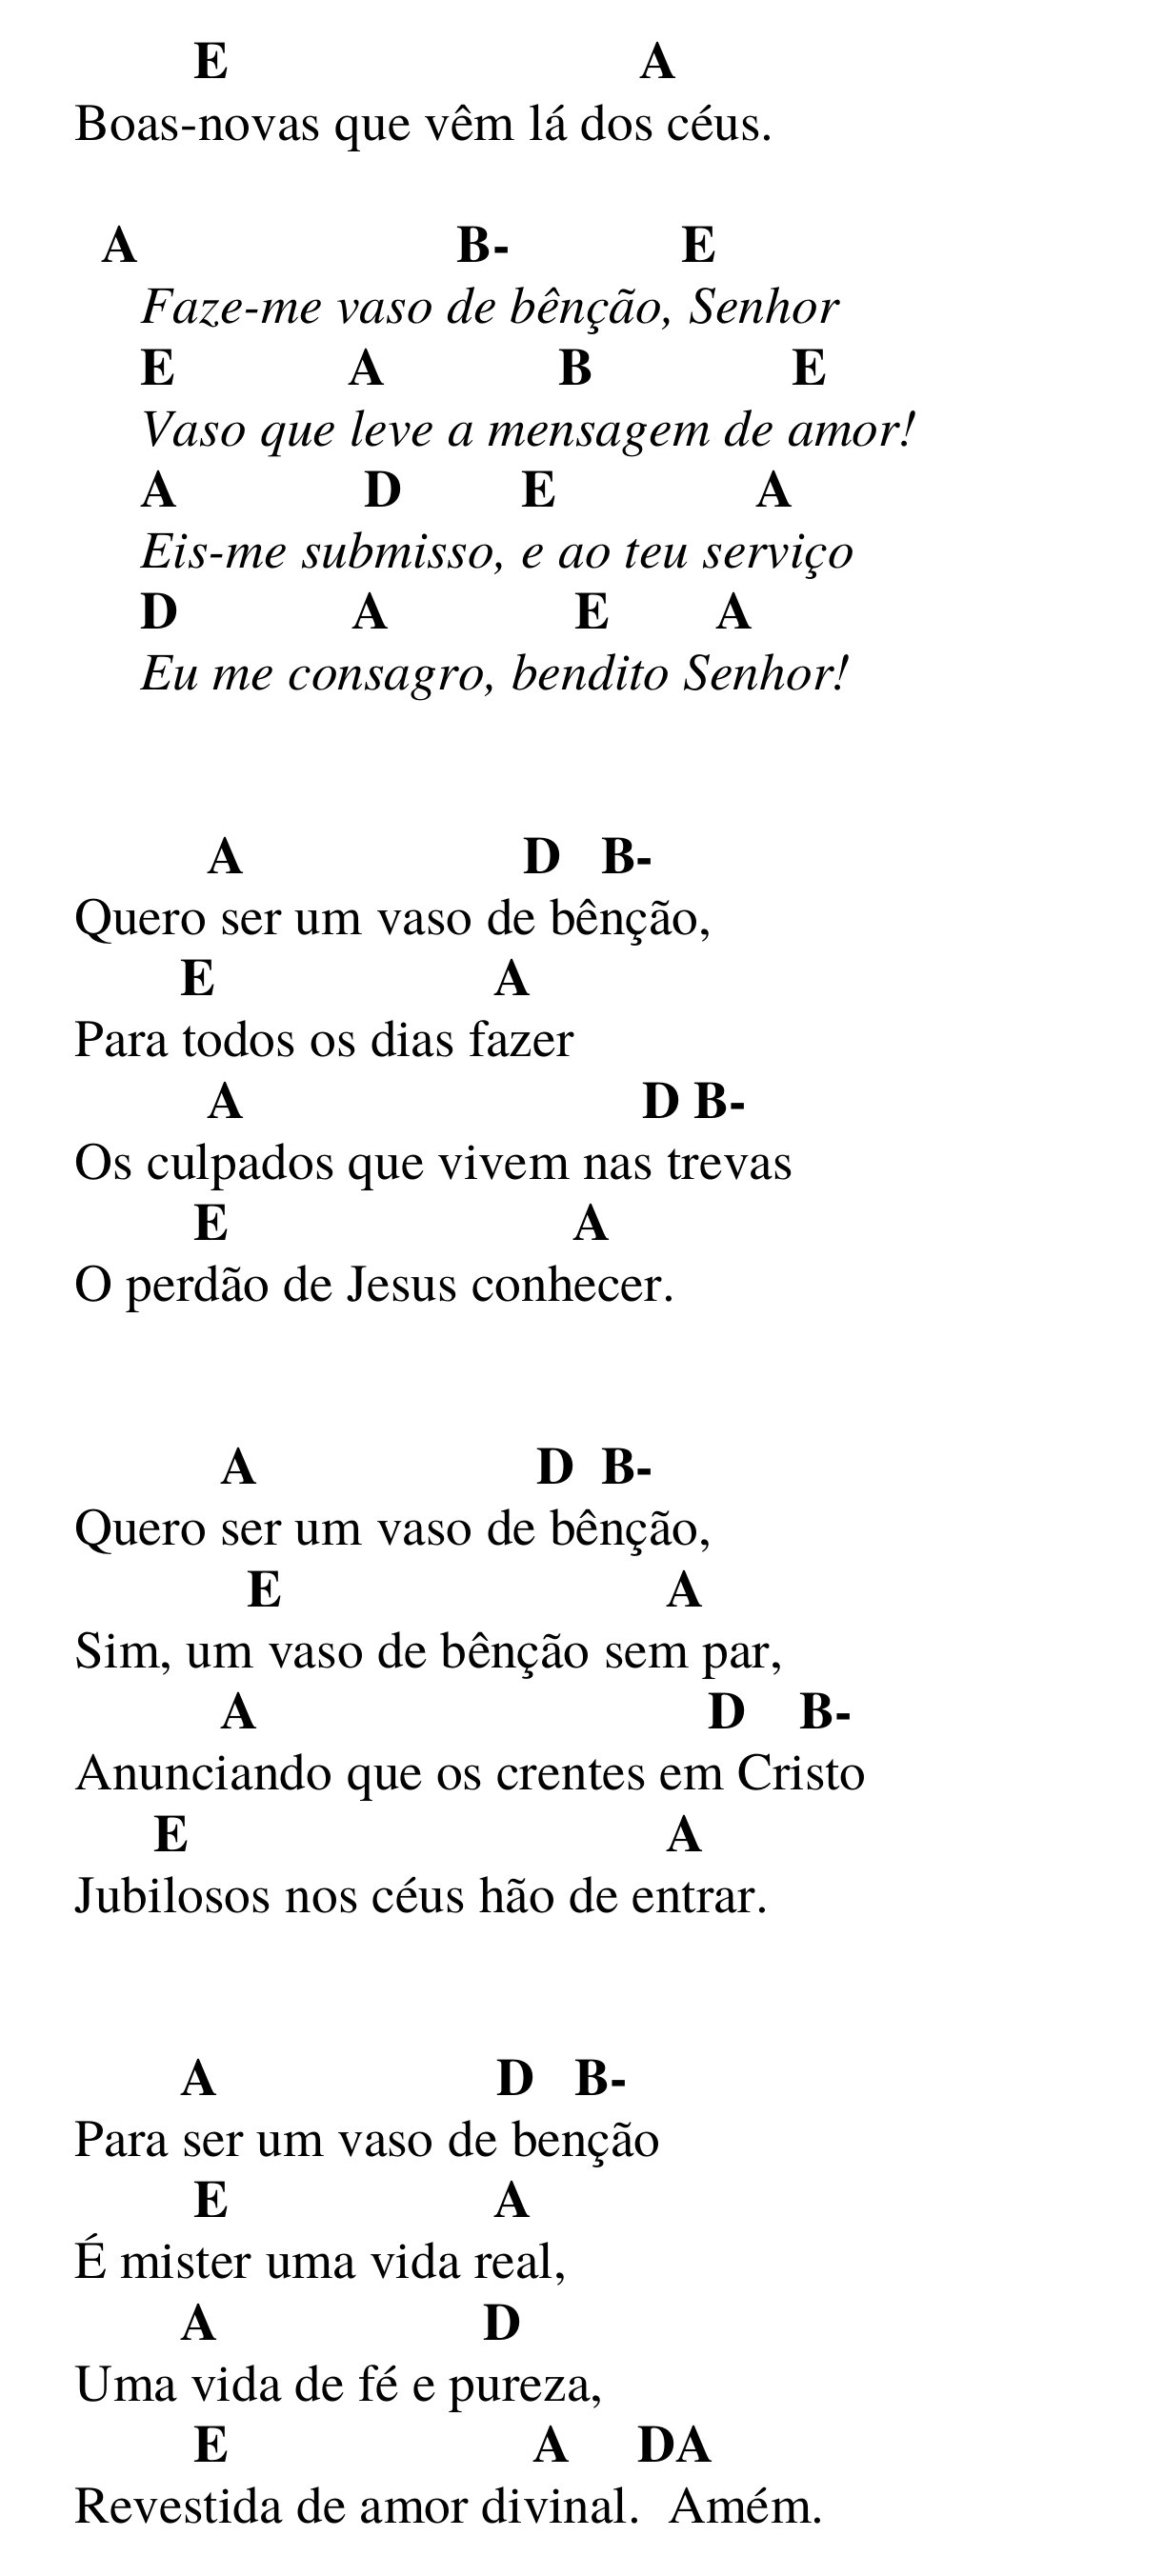 E A
Boas-novas que vêm lá dos céus.
A B- E
Faze-me vaso de bênção, Senhor
E A B E
Vaso que leve a mensagem de amor!
A D E A
Eis-me submisso, e ao teu serviço
D A E A
Eu me consagro, bendito Senhor!
A D B-
Quero ser um vaso de bênção,
E A
Para todos os dias fazer
A D B-
Os culpados que vivem nas trevas
E A
O perdão de Jesus conhecer.
A D B-
Quero ser um vaso de bênção,
E A
Sim, um vaso de bênção sem par,
A D B-
Anunciando que os crentes em Cristo
E A
Jubilosos nos céus hão de entrar.
A D B-
Para ser um vaso de benção
E A
É mister uma vida real,
A D
Uma vida de fé e pureza,
E A DA
Revestida de amor divinal. Amém.